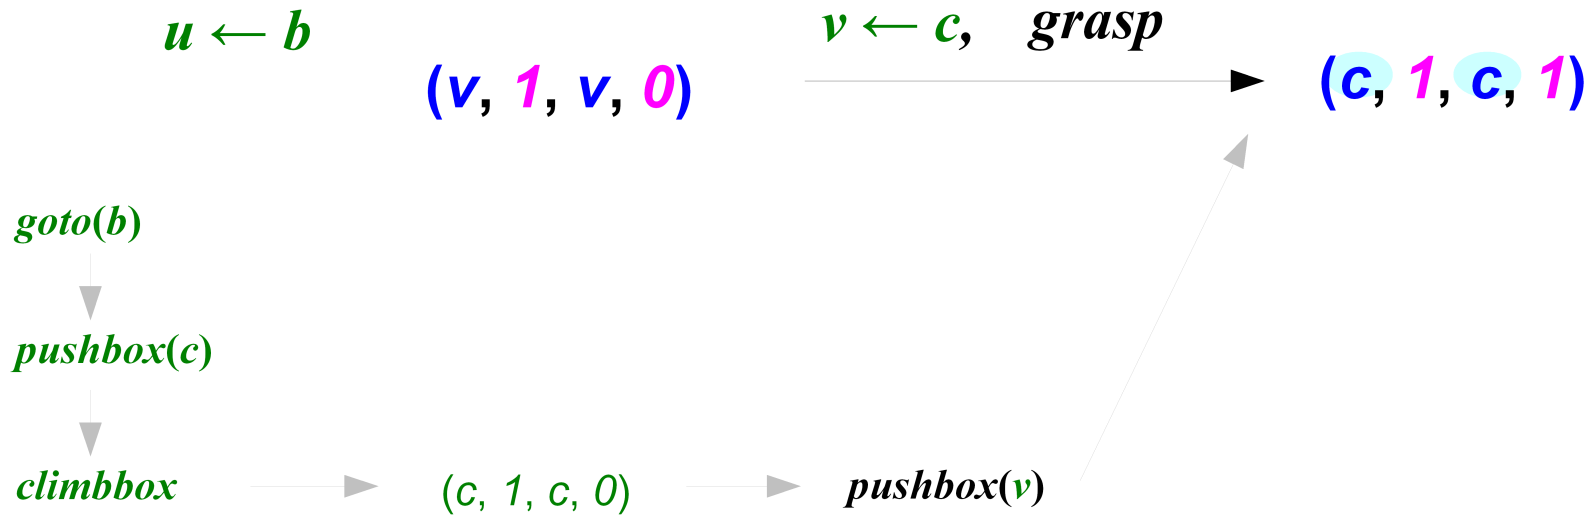 u ← b
v ← c, grasp
(v, 1, v, 0)
(c, 1, c, 1)
goto(b)
pushbox(c)
climbbox
(c, 1, c, 0)
pushbox(v)